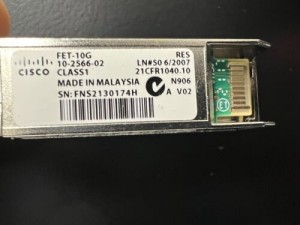 FET-10G RES
CISCO 10-2566-02 LN#50 6/2007
CLASS1 21CFR1040.10
MADE IN MALAYSIA N906
SN: FNS2130174H A V02